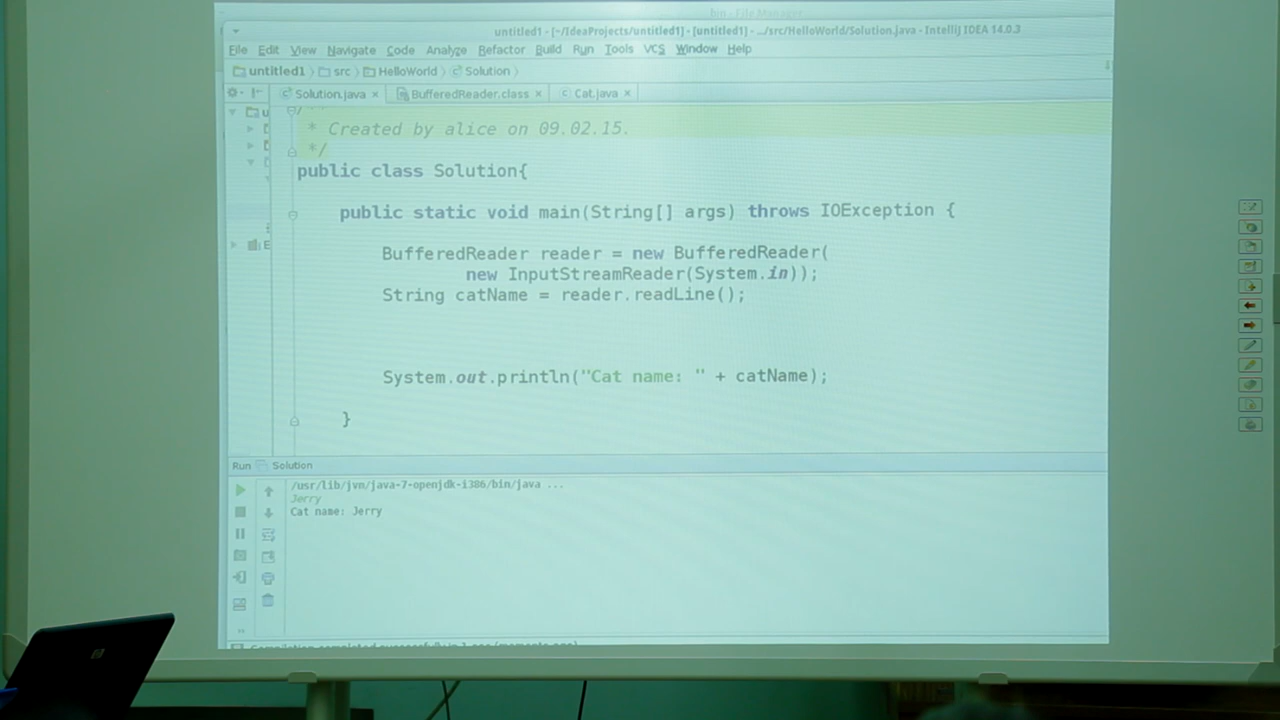 bin - File Manager
untitled1 - [~/IdeaProjects/untitled1] - [untitled1] - .../src/HelloWorld/Solution.java - IntelliJ IDEA 14.0.3
File Edit View Navigate Code Analyze Refactor Build Run Tools VCS Window Help
untitled1 src HelloWorld Solution
Solution.java BufferedReader.class Cat.java
* Created by alice on 09.02.15.
*/
public class Solution{
public static void main(String[] args) throws IOException {
BufferedReader reader = new BufferedReader(
new InputStreamReader(System.in));
String catName = reader.readLine();
System.out.println("Cat name: " + catName);
}
Run Solution
/usr/lib/jvm/java-7-openjdk-i386/bin/java ...
Jerry
Cat name: Jerry